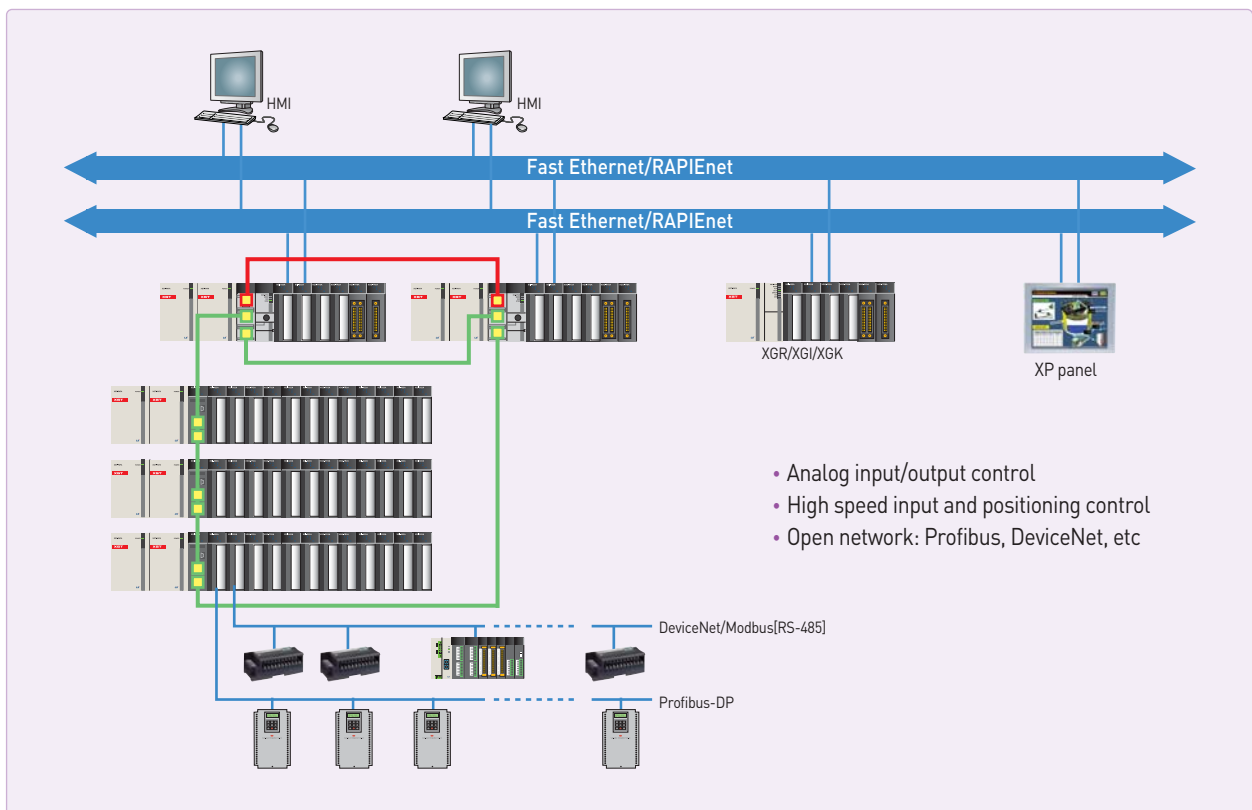 HMI
HMI
Fast Ethernet/RAPIEnet
Fast Ethernet/RAPIEnet
XGR/XGI/XGK
XP panel
• Analog input/output control
• High speed input and positioning control
• Open network: Profibus, DeviceNet, etc
DeviceNet/Modbus[RS-485]
Profibus-DP